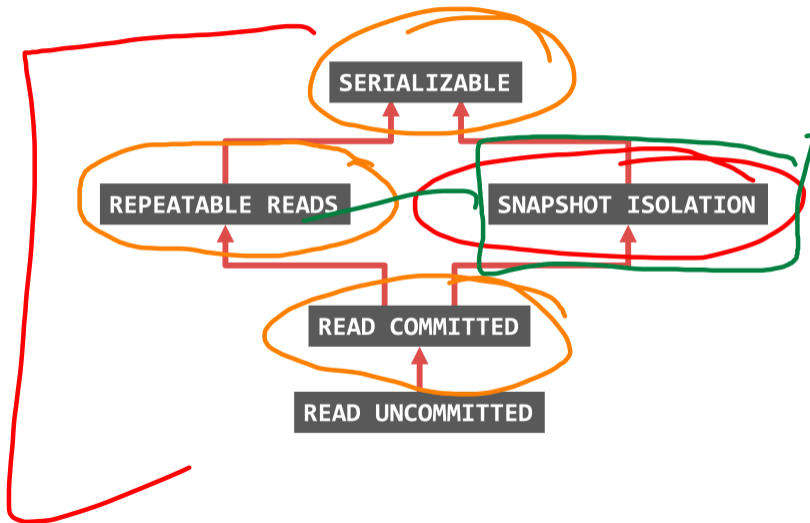 SERIALIZABLE
REPEATABLE READS
SNAPSHOT ISOLATION
READ COMMITTED
READ UNCOMMITTED